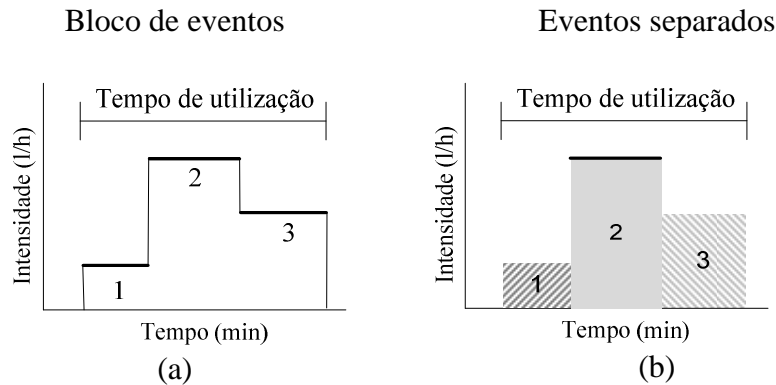 Bloco de eventos
Tempo de utilização
Intensidade (l/h)
1
2
3
Tempo (min)
(a)
Eventos separados
Tempo de utilização
Intensidade (l/h)
1
2
3
Tempo (min)
(b)